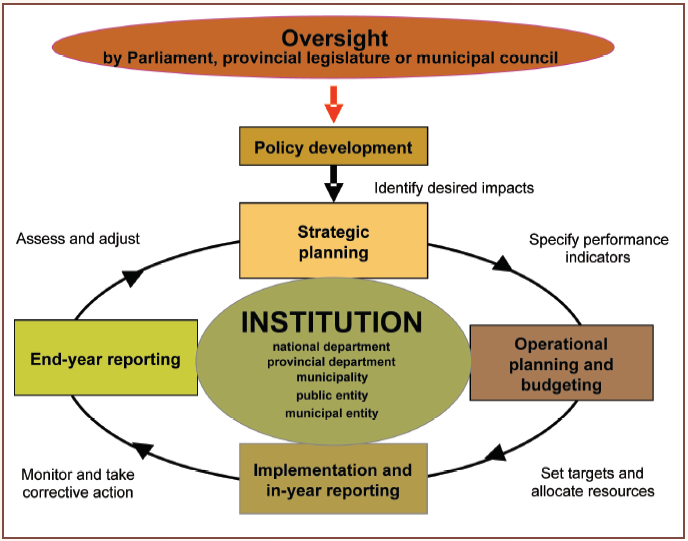 Oversight
by Parliament, provincial legislature or municipal council
Policy development
Identify desired impacts
Strategic
planning
Assess and adjust
Specify performance
indicators
INSTITUTION
national department
provincial department
municipality
public entity
municipal entity
End-year reporting
Operational
planning and
budgeting
Implementation and
in-year reporting
Monitor and take
corrective action
Set targets and
allocate resources